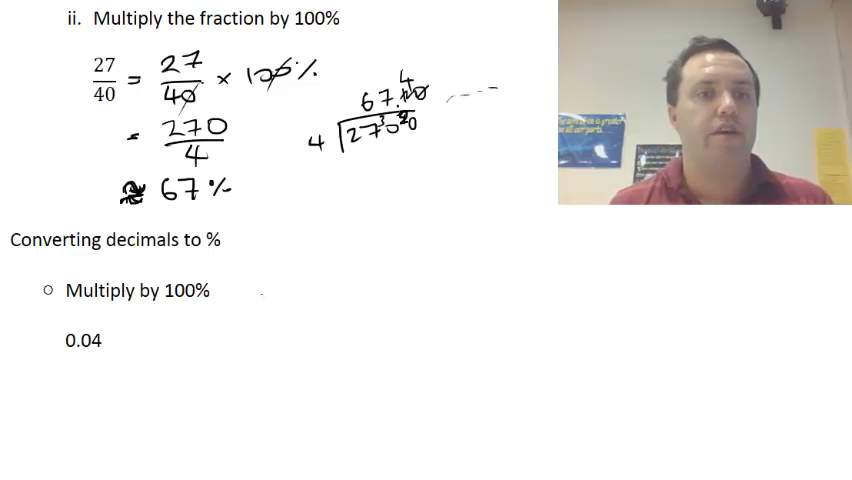 ii. Multiply the fraction by 100%
27/40 = 27/40 × 100%
= 270/4
≈ 67%
67.4
4 270
Converting decimals to %
○ Multiply by 100%
0.04